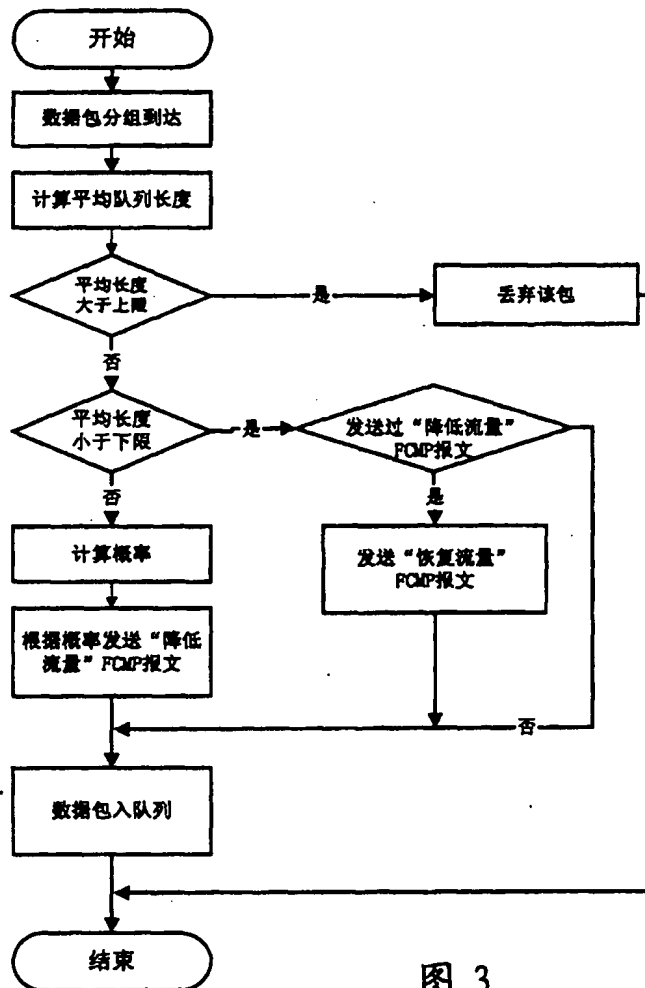 开始
数据包分组到达
计算平均队列长度
平均长度
大于上限
是
丢弃该包
否
平均长度
小于下限
是
发送过“降低流量”
FCMP报文
否
是
计算概率
发送“恢复流量”
FCMP报文
根据概率发送“降低
流量”FCMP报文
否
数据包入队列
结束
图 3